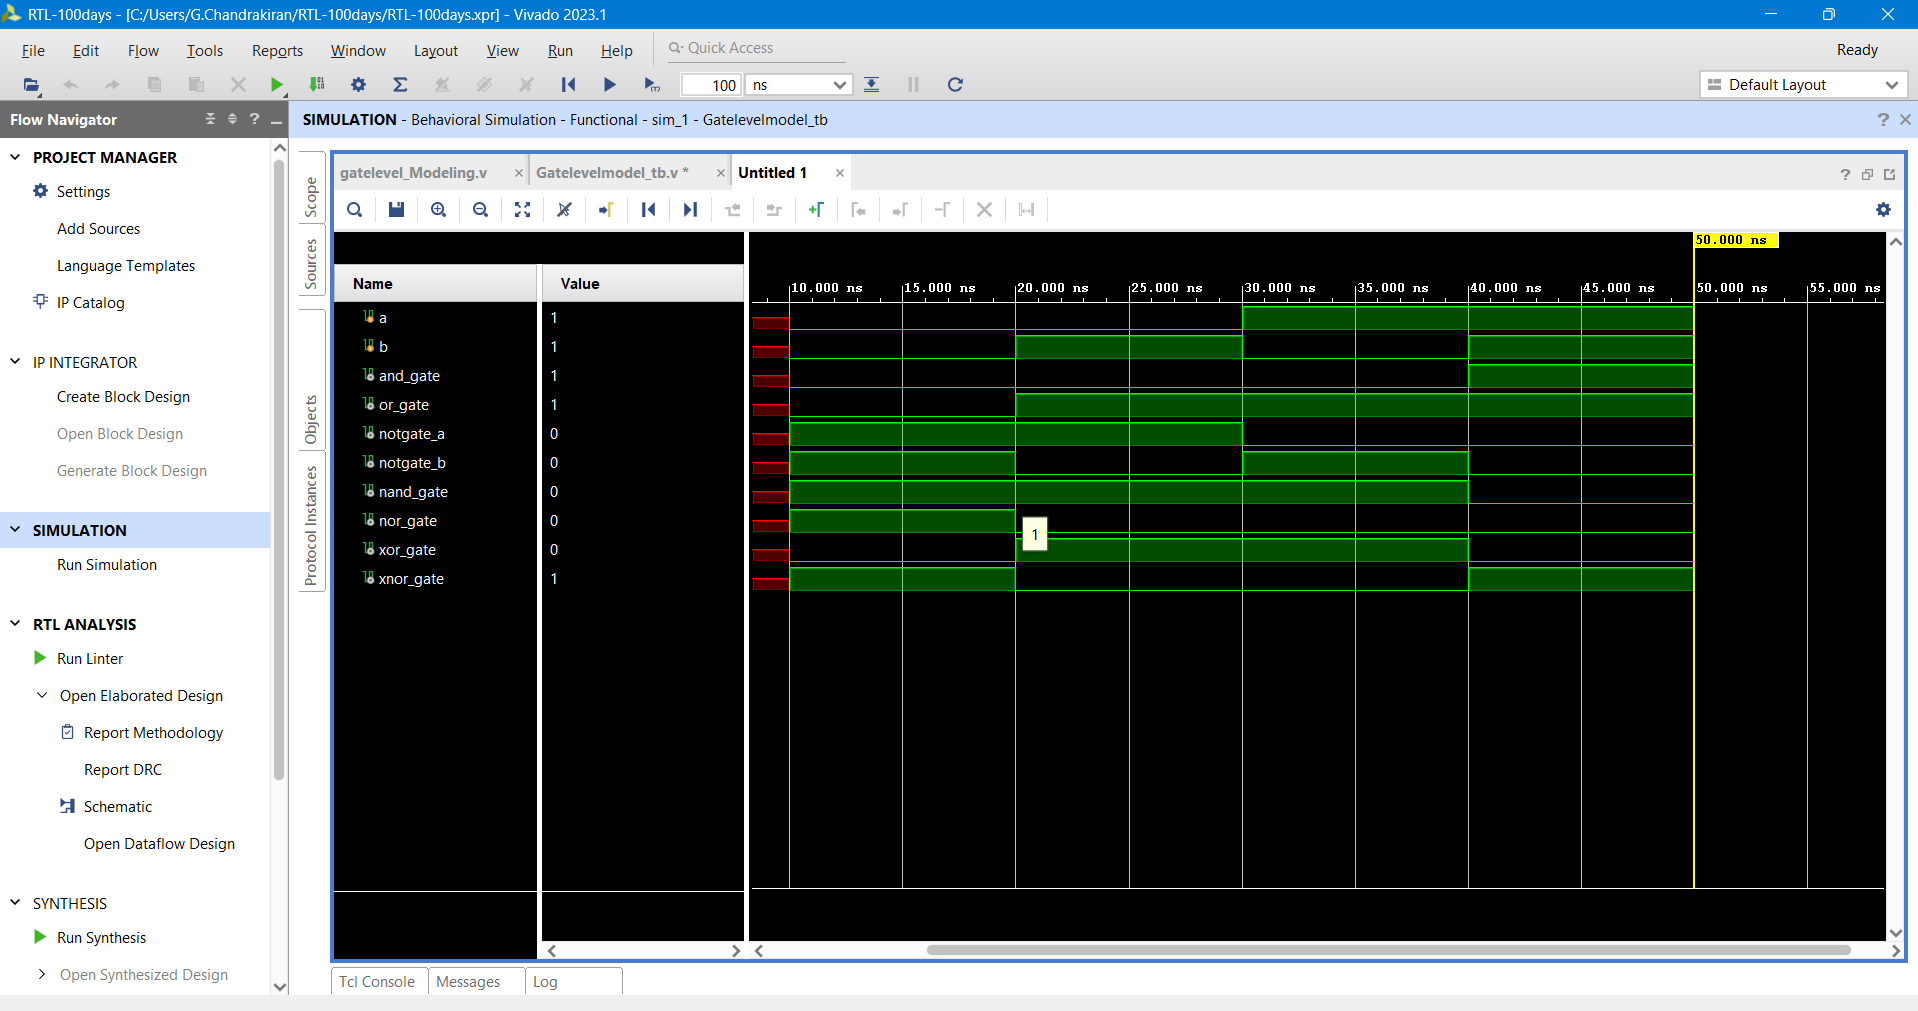 RTL-100days - [C:/Users/G.Chandrakiran/RTL-100days/RTL-100days.xpr] - Vivado 2023.1
File Edit Flow Tools Reports Window Layout View Run Help Quick Access Ready
100 ns Default Layout
Flow Navigator
SIMULATION - Behavioral Simulation - Functional - sim_1 - Gatelevelmodel_tb
PROJECT MANAGER
Settings
Add Sources
Language Templates
IP Catalog
IP INTEGRATOR
Create Block Design
Open Block Design
Generate Block Design
SIMULATION
Run Simulation
RTL ANALYSIS
Run Linter
Open Elaborated Design
Report Methodology
Report DRC
Schematic
Open Dataflow Design
SYNTHESIS
Run Synthesis
Open Synthesized Design
Scope
Sources
Objects
Protocol Instances
gatelevel_Modeling.v Gatelevelmodel_tb.v * Untitled 1
50.000 ns
Name Value
10.000 ns 15.000 ns 20.000 ns 25.000 ns 30.000 ns 35.000 ns 40.000 ns 45.000 ns 50.000 ns 55.000 ns
a 1
b 1
and_gate 1
or_gate 1
notgate_a 0
notgate_b 0
nand_gate 0
nor_gate 0
1
xor_gate 0
xnor_gate 1
Tcl Console Messages Log